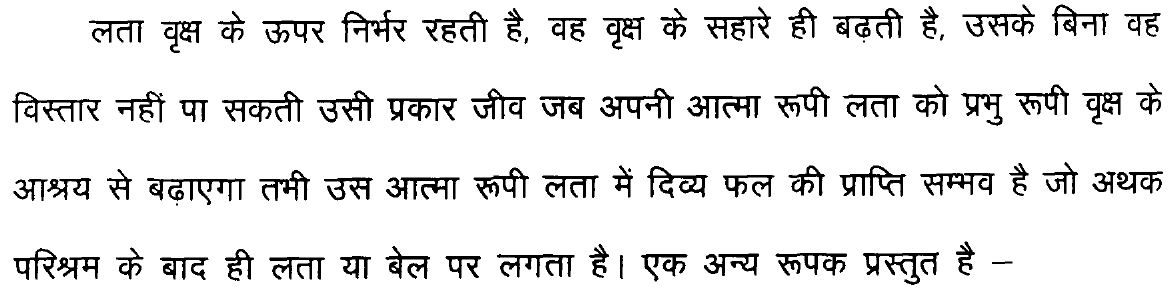 लता वृक्ष के ऊपर निर्भर रहती है, वह वृक्ष के सहारे ही बढ़ती है, उसके बिना वह
विस्तार नहीं पा सकती उसी प्रकार जीव जब अपनी आत्मा रूपी लता को प्रभु रूपी वृक्ष के
आश्रय से बढ़ाएगा तभी उस आत्मा रूपी लता में दिव्य फल की प्राप्ति सम्भव है जो अथक
परिश्रम के बाद ही लता या बेल पर लगता है। एक अन्य रूपक प्रस्तुत है –